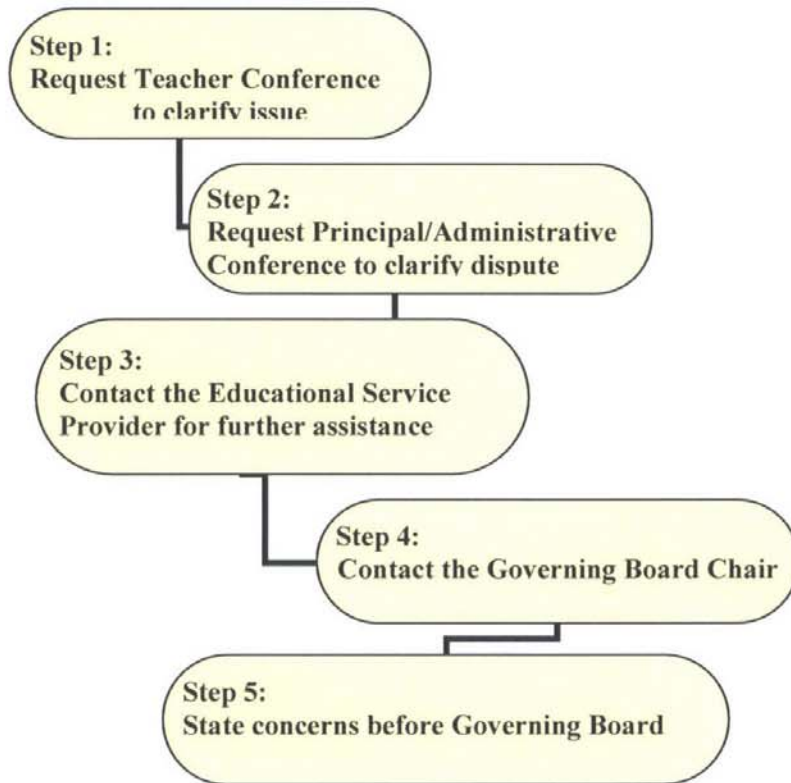 Step 1:
Request Teacher Conference
to clarify issue
Step 2:
Request Principal/Administrative
Conference to clarify dispute
Step 3:
Contact the Educational Service
Provider for further assistance
Step 4:
Contact the Governing Board Chair
Step 5:
State concerns before Governing Board